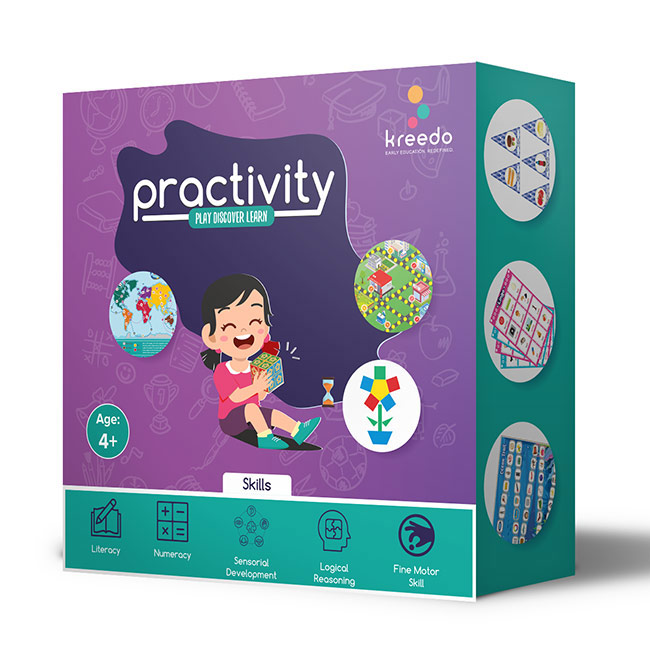 kreedo
EARLY EDUCATION. REDEFINED.
practivity
PLAY DISCOVER LEARN
Age:
4+
Skills
Literacy
Numeracy
Sensorial
Development
Logical
Reasoning
Fine Motor
Skill